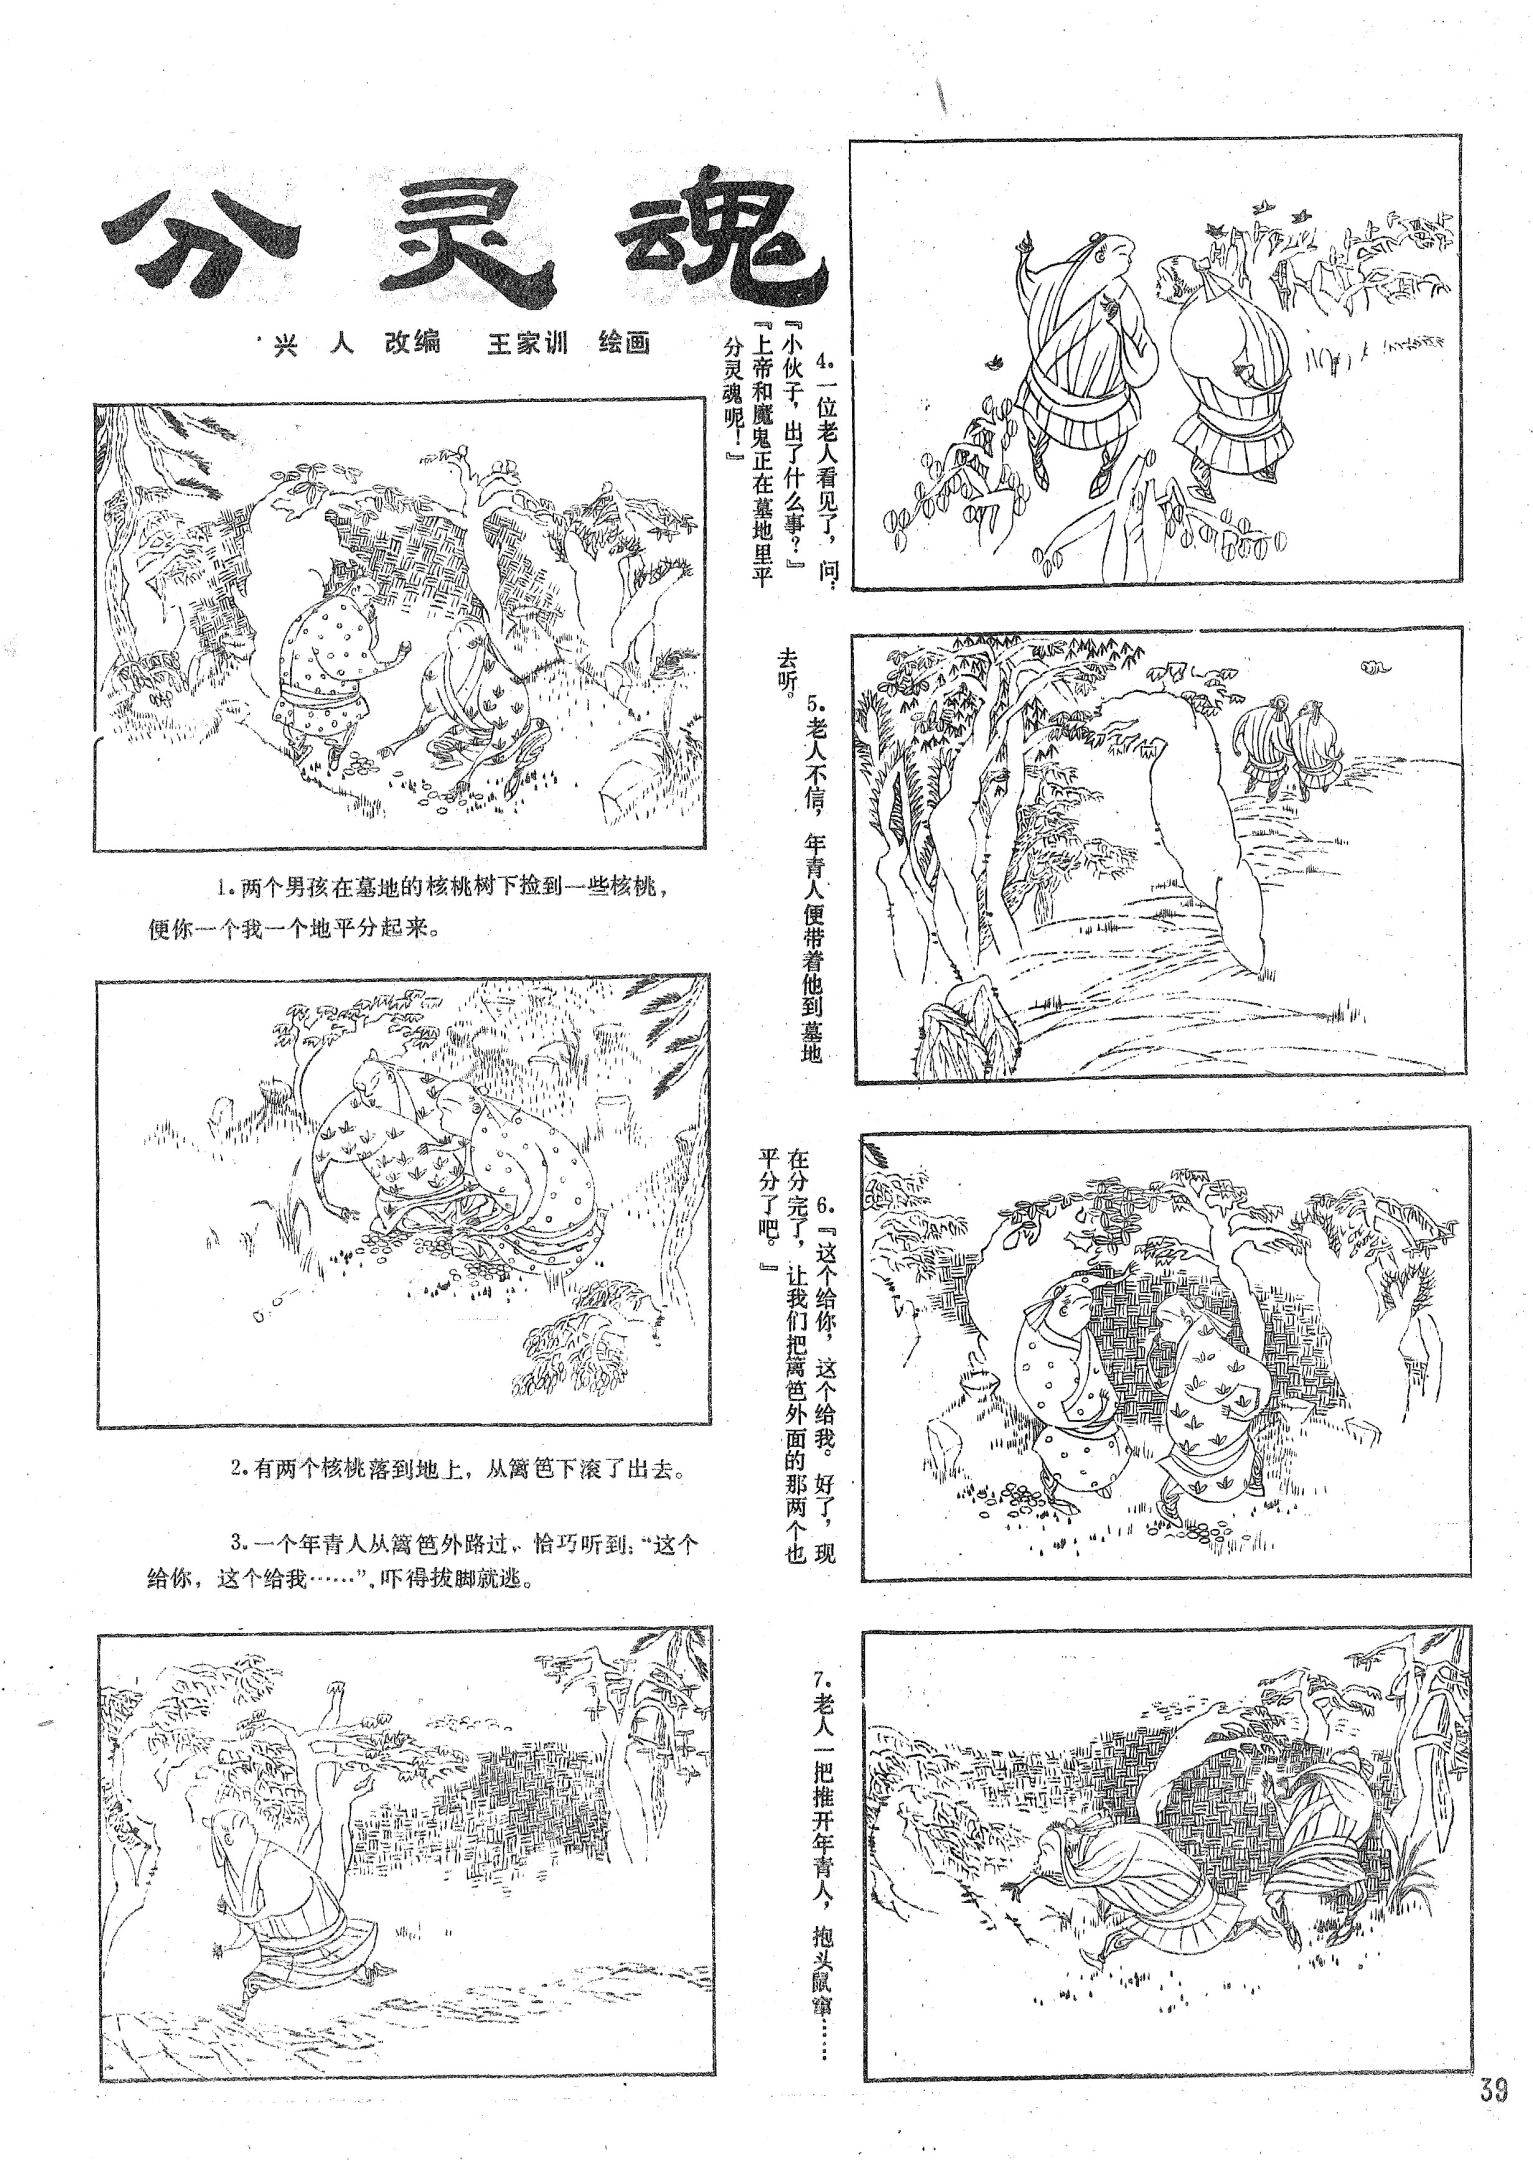 分灵魂
兴人 改编 王家训 绘画
1.两个男孩在墓地的核桃树下捡到一些核桃，
便你一个我一个地平分起来。
2.有两个核桃落到地上，从篱笆下滚了出去。
3.一个年青人从篱笆外路过，恰巧听到：“这个
给你，这个给我……”，吓得拔脚就逃。
4.一位老人看见了，问：
『小伙子，出了什么事？』
『上帝和魔鬼正在墓地里平
分灵魂呢！』
5.老人不信，年青人便带着他到墓地
去听。
6.『这个给你，这个给我。好了，现
在分完了，让我们把篱笆外面的那两个也
平分了吧。』
7.老人一把推开年青人，抱头鼠窜……
39